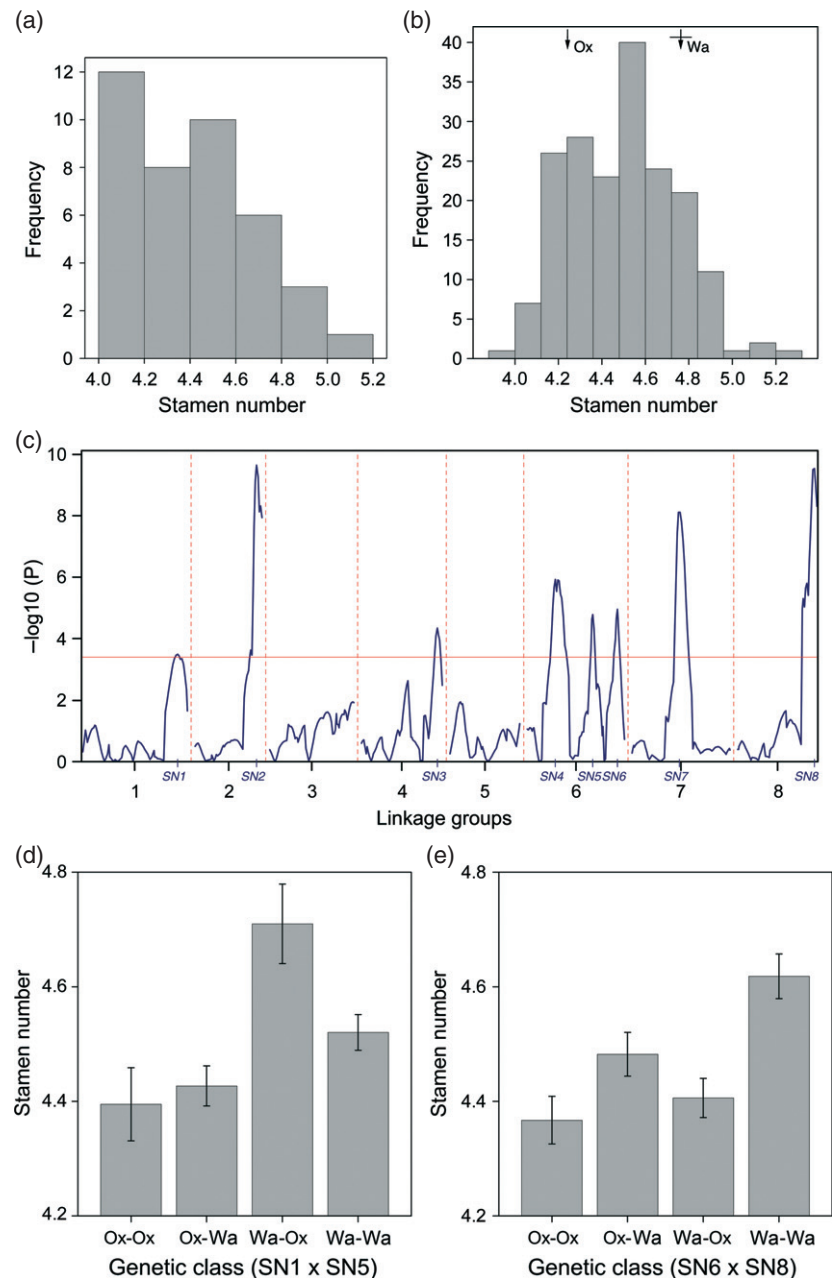 (a)
12
10
8
6
4
2
0
Frequency
4.0 4.2 4.4 4.6 4.8 5.0 5.2
Stamen number
(b)
Ox Wa
40
35
30
25
20
15
10
5
0
Frequency
4.0 4.2 4.4 4.6 4.8 5.0 5.2
Stamen number
(c)
10
8
6
4
2
0
–log10 (P)
SN1 SN2 SN3 SN4 SN5 SN6 SN7 SN8
1 2 3 4 5 6 7 8
Linkage groups
(d)
4.8
4.6
4.4
4.2
Stamen number
Ox-Ox Ox-Wa Wa-Ox Wa-Wa
Genetic class (SN1 x SN5)
(e)
4.8
4.6
4.4
4.2
Stamen number
Ox-Ox Ox-Wa Wa-Ox Wa-Wa
Genetic class (SN6 x SN8)